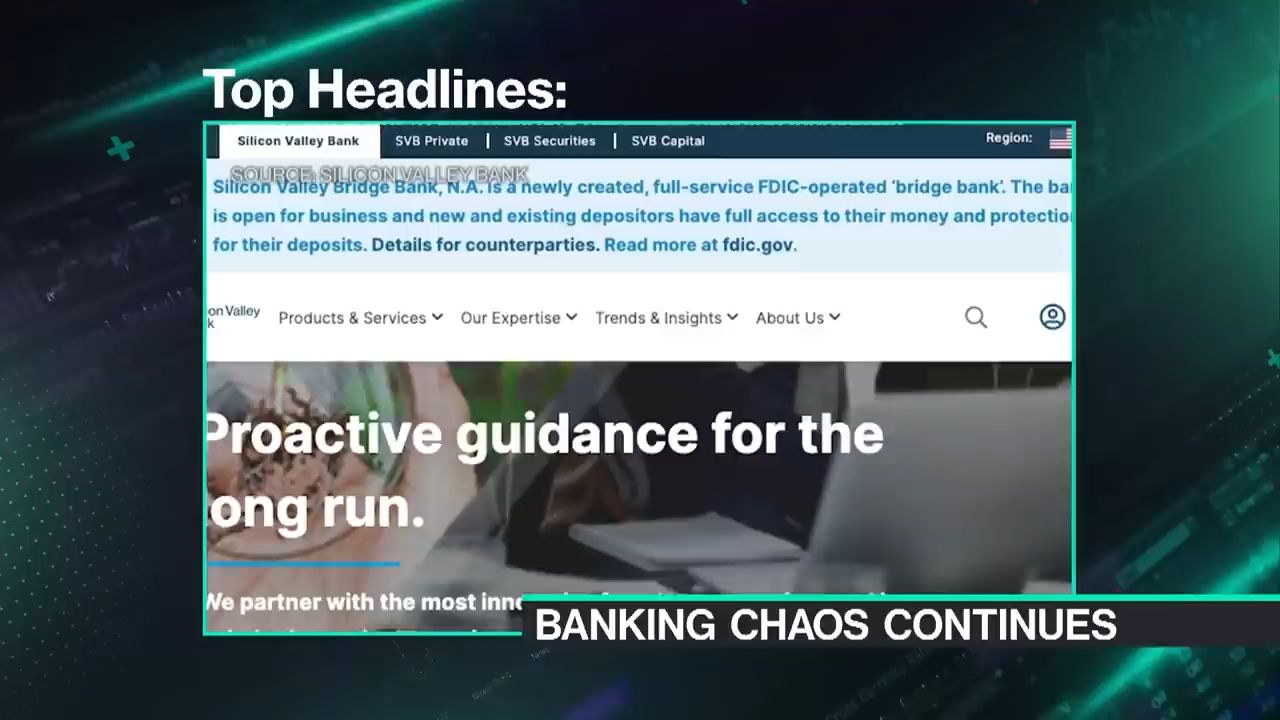 Top Headlines:
Silicon Valley Bank
SVB Private
SVB Securities
SVB Capital
Region:
SOURCE: SILICON VALLEY BANK
Silicon Valley Bridge Bank, N.A. is a newly created, full-service FDIC-operated 'bridge bank'. The ba
is open for business and new and existing depositors have full access to their money and protectio
for their deposits. Details for counterparties. Read more at fdic.gov.
on Valley
k
Products & Services
Our Expertise
Trends & Insights
About Us
Proactive guidance for the
ong run.
We partner with the most inn
BANKING CHAOS CONTINUES